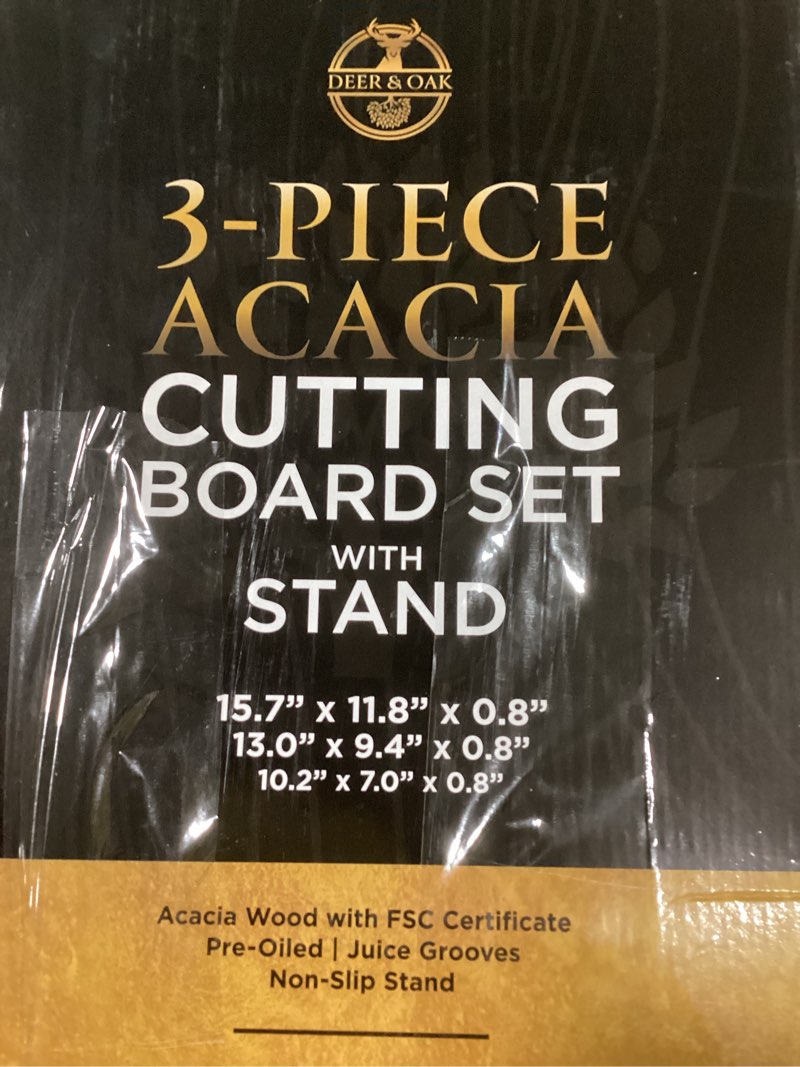 DEER & OAK
3-PIECE
ACACIA
CUTTING
BOARD SET
WITH
STAND
15.7” x 11.8” x 0.8”
13.0” x 9.4” x 0.8”
10.2” x 7.0” x 0.8”
Acacia Wood with FSC Certificate
Pre-Oiled | Juice Grooves
Non-Slip Stand